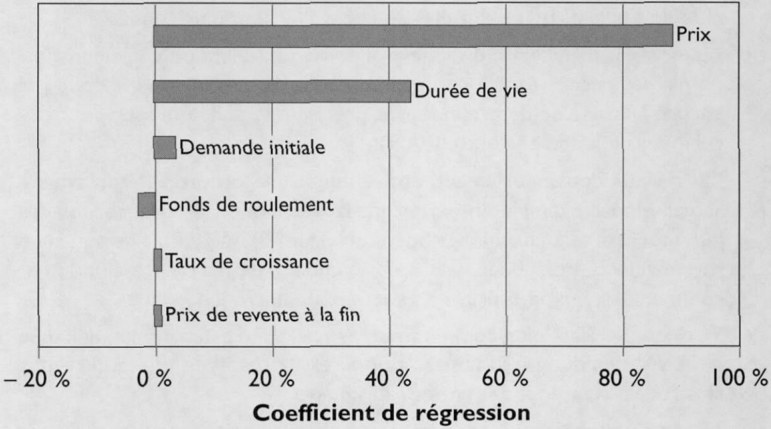 Prix
Durée de vie
Demande initiale
Fonds de roulement
Taux de croissance
Prix de revente à la fin
– 20 % 0 % 20 % 40 % 60 % 80 % 100 %
Coefficient de régression